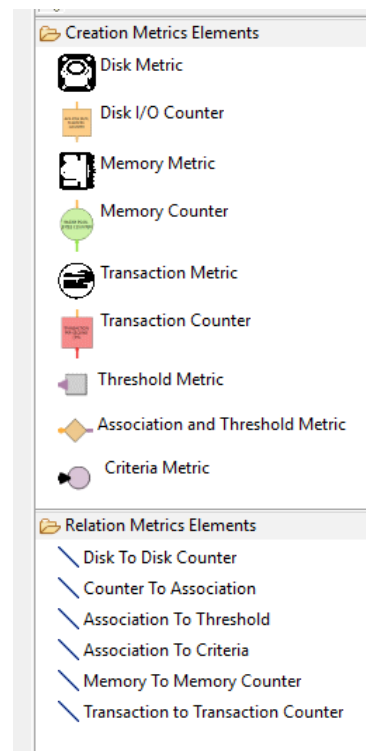 Creation Metrics Elements
Disk Metric
Disk I/O Counter
Memory Metric
Memory Counter
Transaction Metric
Transaction Counter
Threshold Metric
Association and Threshold Metric
Criteria Metric
Relation Metrics Elements
Disk To Disk Counter
Counter To Association
Association To Threshold
Association To Criteria
Memory To Memory Counter
Transaction to Transaction Counter